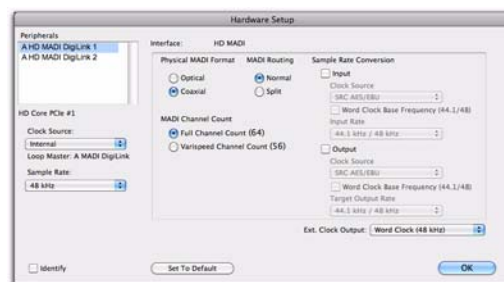 Hardware Setup
Peripherals
A HD MADI DigiLink 1
A HD MADI DigiLink 2
HD Core PCIe #1
Clock Source:
Internal
Loop Master: A MADI DigiLink
Sample Rate:
48 kHz
Identify
Interface: HD MADI
Physical MADI Format
Optical
Coaxial
MADI Routing
Normal
Split
MADI Channel Count
Full Channel Count (64)
Varispeed Channel Count (56)
Sample Rate Conversion
Input
Clock Source
SRC AES/EBU
Word Clock Base Frequency (44.1/48)
Input Rate
44.1 kHz / 48 kHz
Output
Clock Source
SRC AES/EBU
Word Clock Base Frequency (44.1/48)
Target Output Rate
44.1 kHz / 48 kHz
Ext. Clock Output: Word Clock (48 kHz)
Set To Default
OK